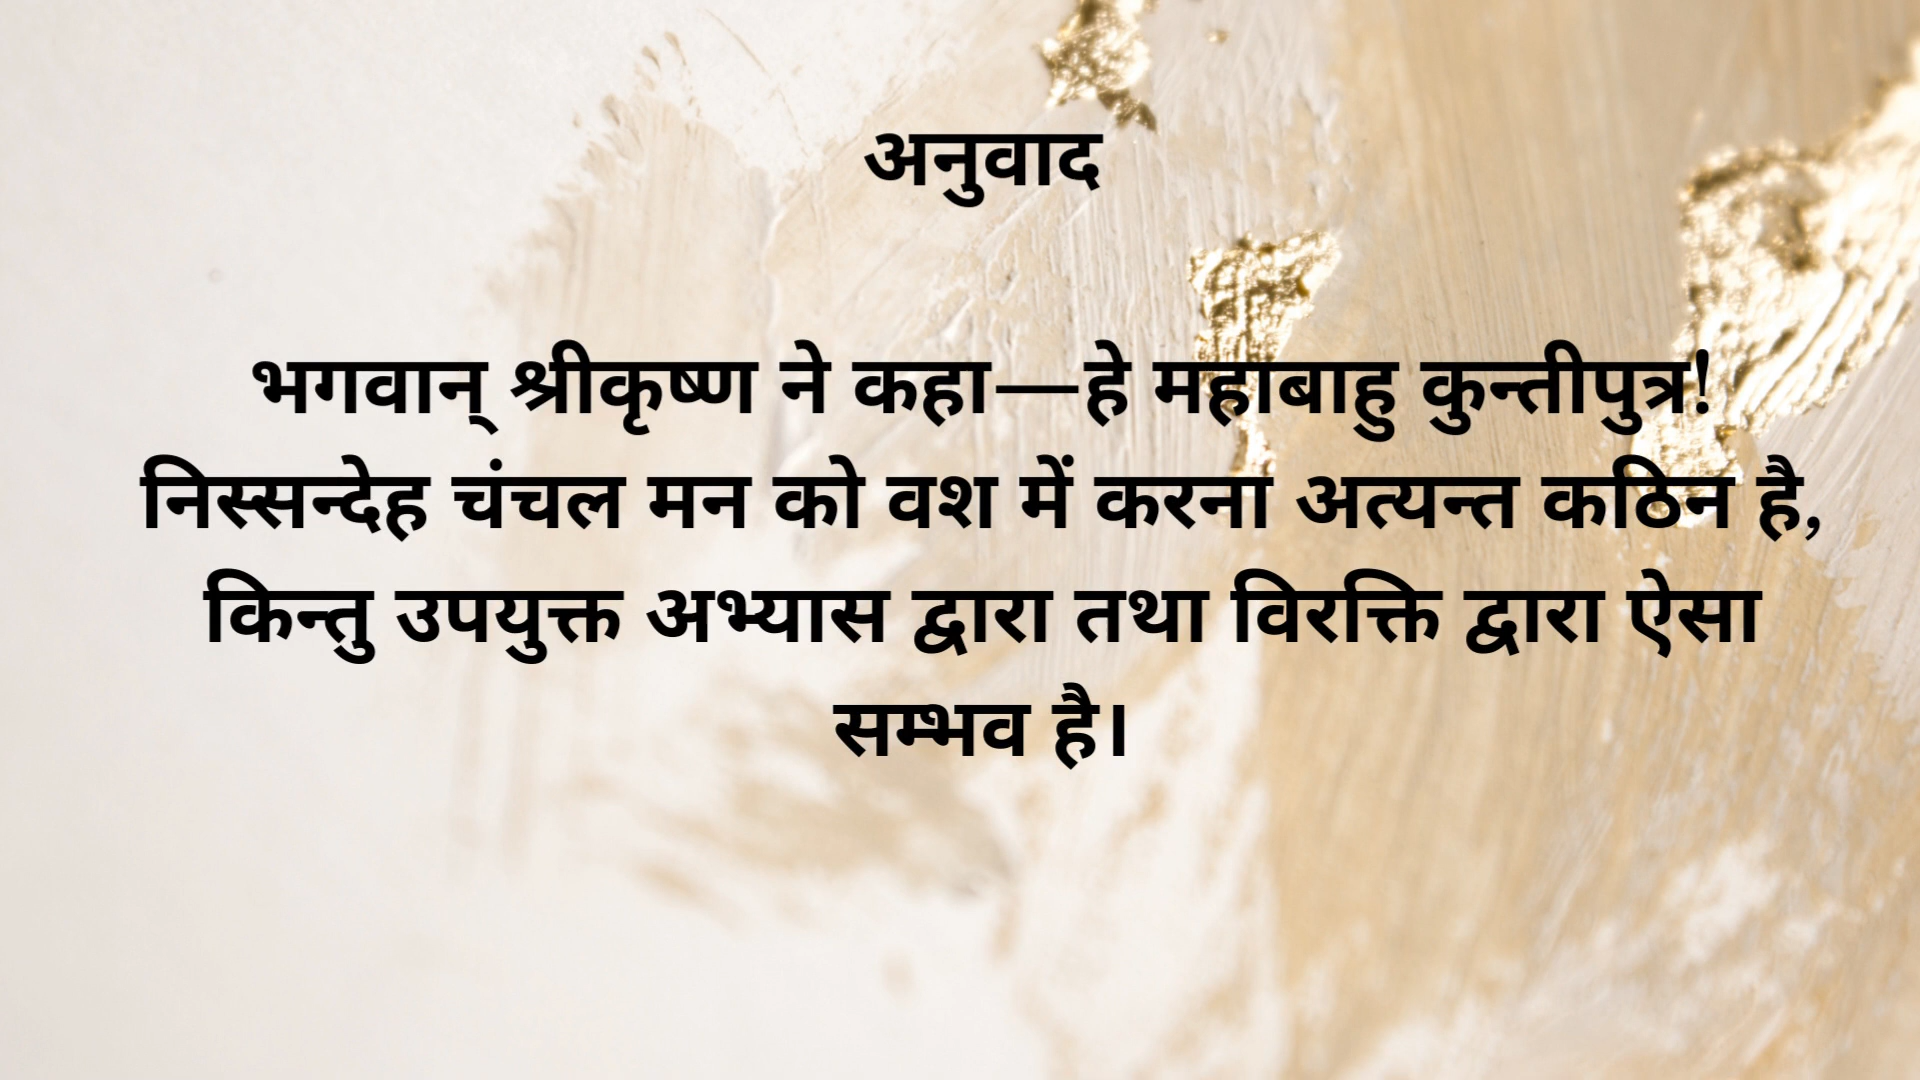 अनुवाद
भगवान् श्रीकृष्ण ने कहा—हे महाबाहु कुन्तीपुत्र!
निस्सन्देह चंचल मन को वश में करना अत्यन्त कठिन है,
किन्तु उपयुक्त अभ्यास द्वारा तथा विरक्ति द्वारा ऐसा
सम्भव है।